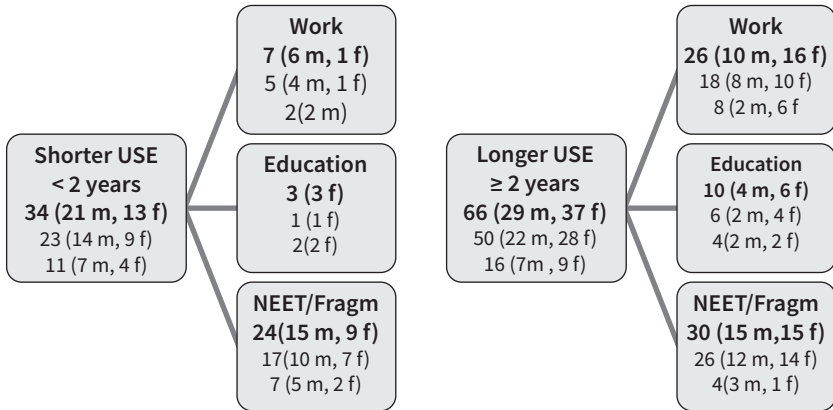 Work
7 (6 m, 1 f)
5 (4 m, 1 f)
2(2 m)
Shorter USE
< 2 years
34 (21 m, 13 f)
23 (14 m, 9 f)
11 (7 m, 4 f)
Education
3 (3 f)
1 (1 f)
2(2 f)
NEET/Fragm
24(15 m, 9 f)
17(10 m, 7 f)
7 (5 m, 2 f)
Work
26 (10 m, 16 f)
18 (8 m, 10 f)
8 (2 m, 6 f
Longer USE
≥ 2 years
66 (29 m, 37 f)
50 (22 m, 28 f)
16 (7m , 9 f)
Education
10 (4 m, 6 f)
6 (2 m, 4 f)
4(2 m, 2 f)
NEET/Fragm
30 (15 m,15 f)
26 (12 m, 14 f)
4(3 m, 1 f)